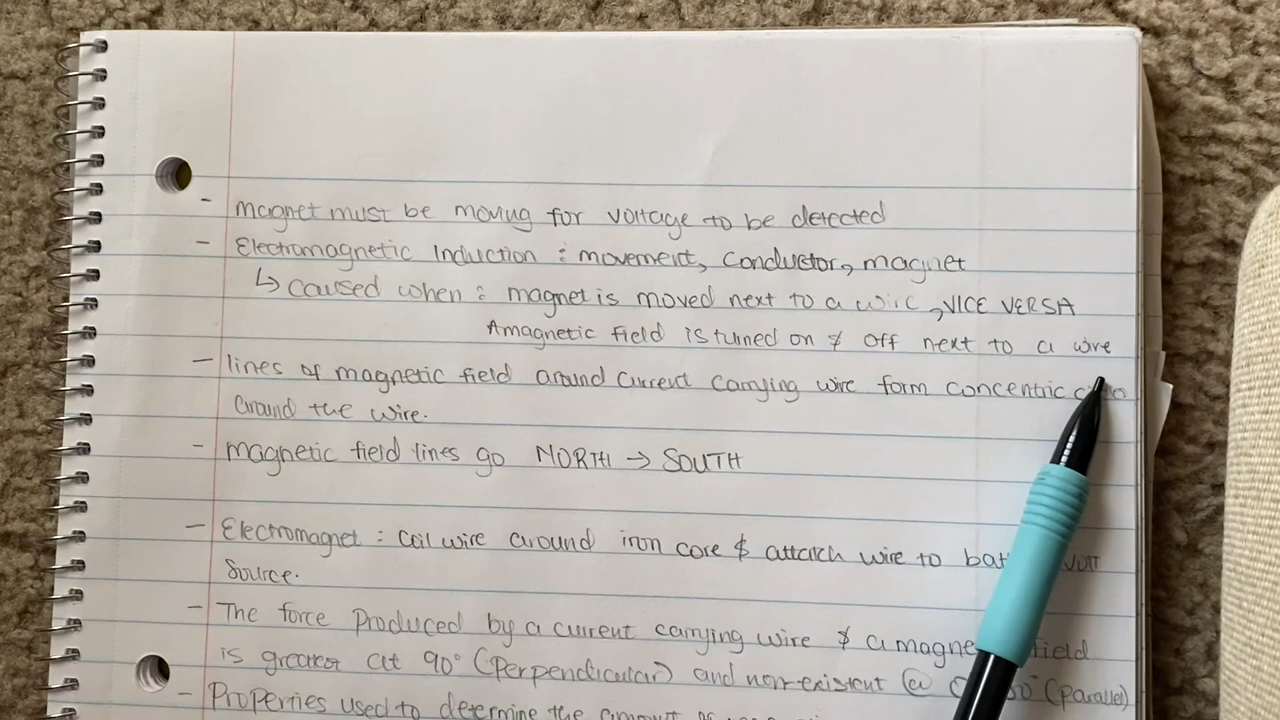 - magnet must be moving for voltage to be detected
- Electromagnetic Induction : movement, conductor, magnet
↳ caused when : magnet is moved next to a wire, VICE VERSA
A magnetic field is turned on & off next to a wire
- lines of magnetic field around current carrying wire form concentric
around the wire.
- magnetic field lines go NORTH → SOUTH
- Electromagnet : coil wire around iron core & attatch wire to
source.
- The force produced by a current carrying wire & a field
is greater at 90° (Perpendicular) and non-existent @ (parallel)
- Properties used to determine the